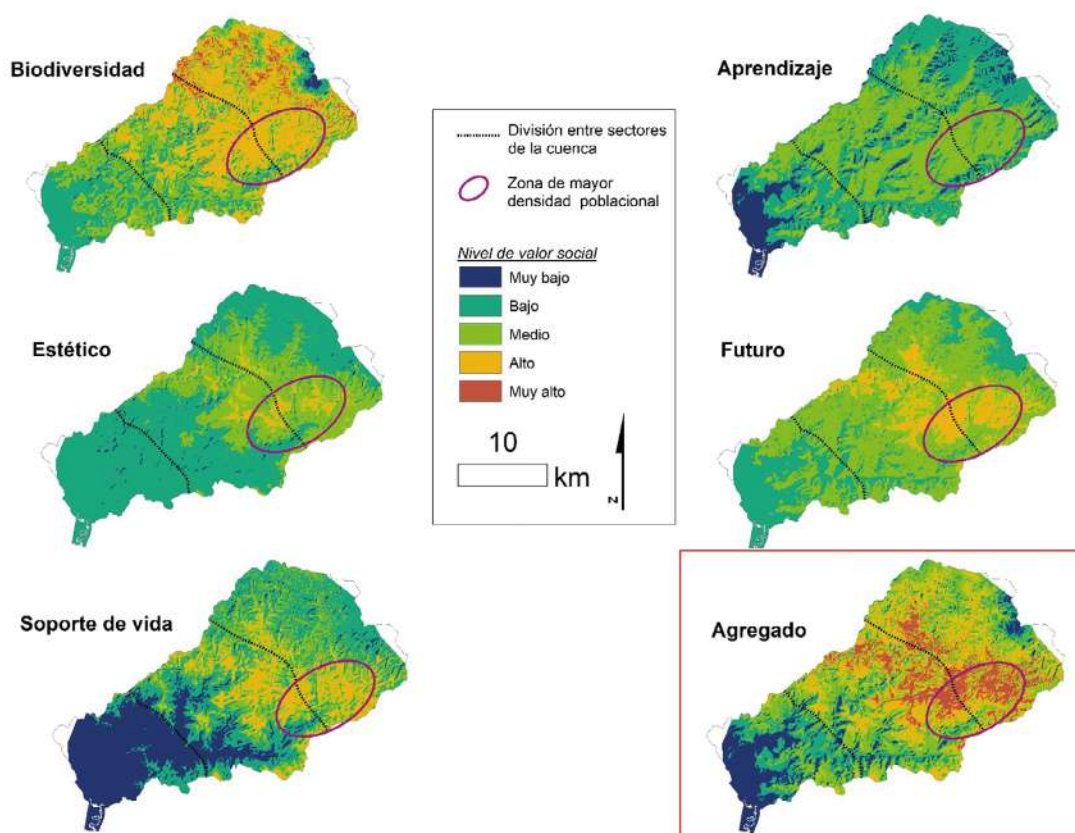 Biodiversidad
Aprendizaje
División entre sectores
de la cuenca
Zona de mayor
densidad poblacional
Nivel de valor social
Muy bajo
Bajo
Medio
Alto
Muy alto
10
km
N
Estético
Futuro
Soporte de vida
Agregado